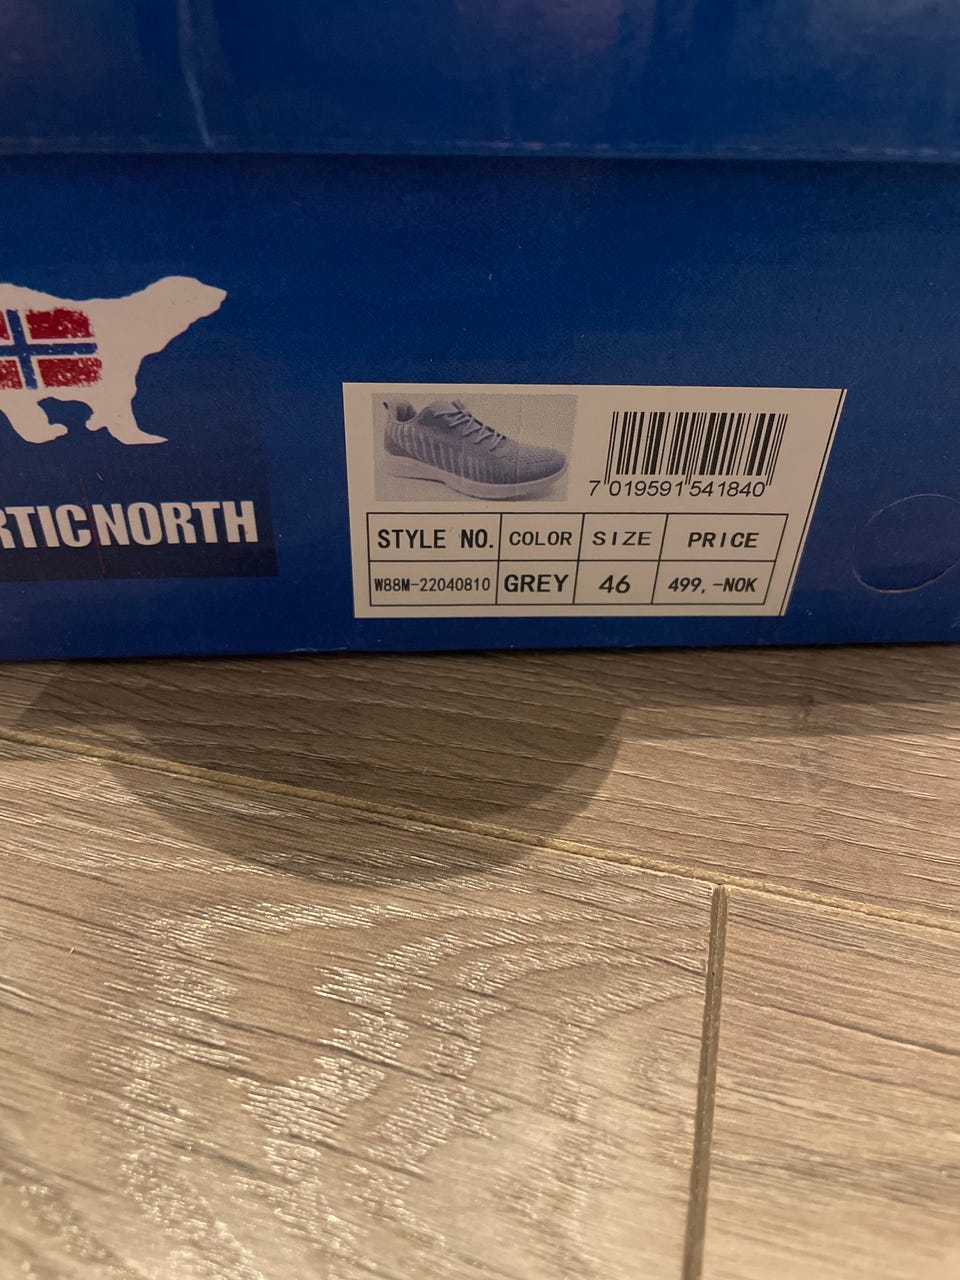 RTICNORTH
7 019591 541840
STYLE NO. COLOR SIZE PRICE
W88M-22040810 GREY 46 499,-NOK